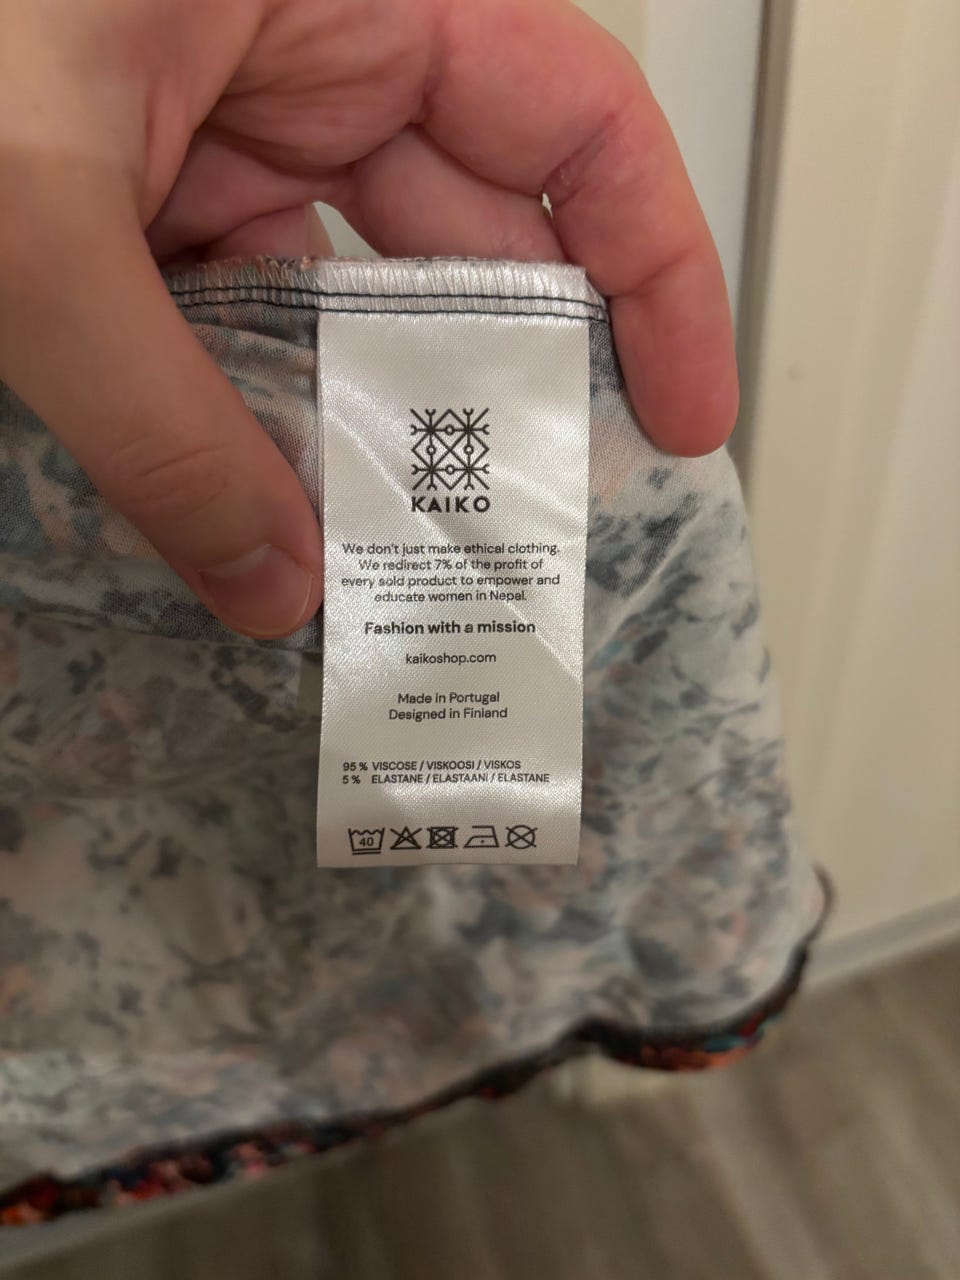 KAIKO
We don't just make ethical clothing.
We redirect 7% of the profit of
every sold product to empower and
educate women in Nepal.
Fashion with a mission
kaikoshop.com
Made in Portugal
Designed in Finland
95 % VISCOSE / VISKOOSI / VISKOS
5 % ELASTANE / ELASTAANI / ELASTANE
40